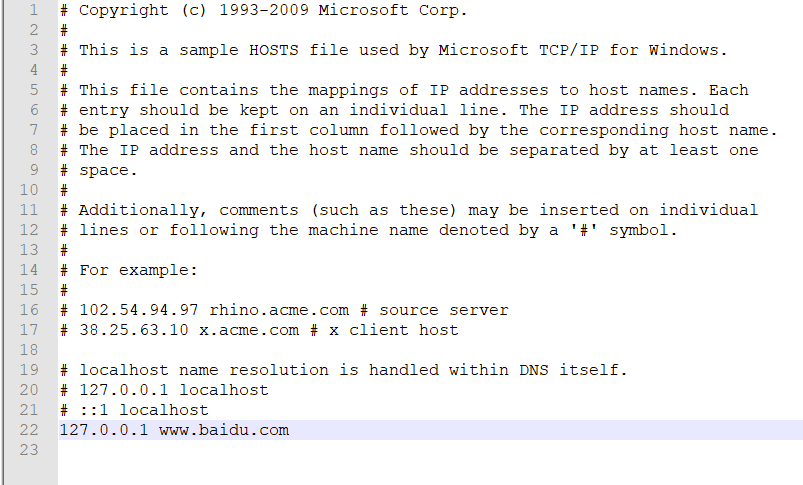 1 # Copyright (c) 1993-2009 Microsoft Corp.
2 #
3 # This is a sample HOSTS file used by Microsoft TCP/IP for Windows.
4 #
5 # This file contains the mappings of IP addresses to host names. Each
6 # entry should be kept on an individual line. The IP address should
7 # be placed in the first column followed by the corresponding host name.
8 # The IP address and the host name should be separated by at least one
9 # space.
10 #
11 # Additionally, comments (such as these) may be inserted on individual
12 # lines or following the machine name denoted by a '#' symbol.
13 #
14 # For example:
15 #
16 # 102.54.94.97 rhino.acme.com # source server
17 # 38.25.63.10 x.acme.com # x client host
18
19 # localhost name resolution is handled within DNS itself.
20 # 127.0.0.1 localhost
21 # ::1 localhost
22 127.0.0.1 www.baidu.com
23